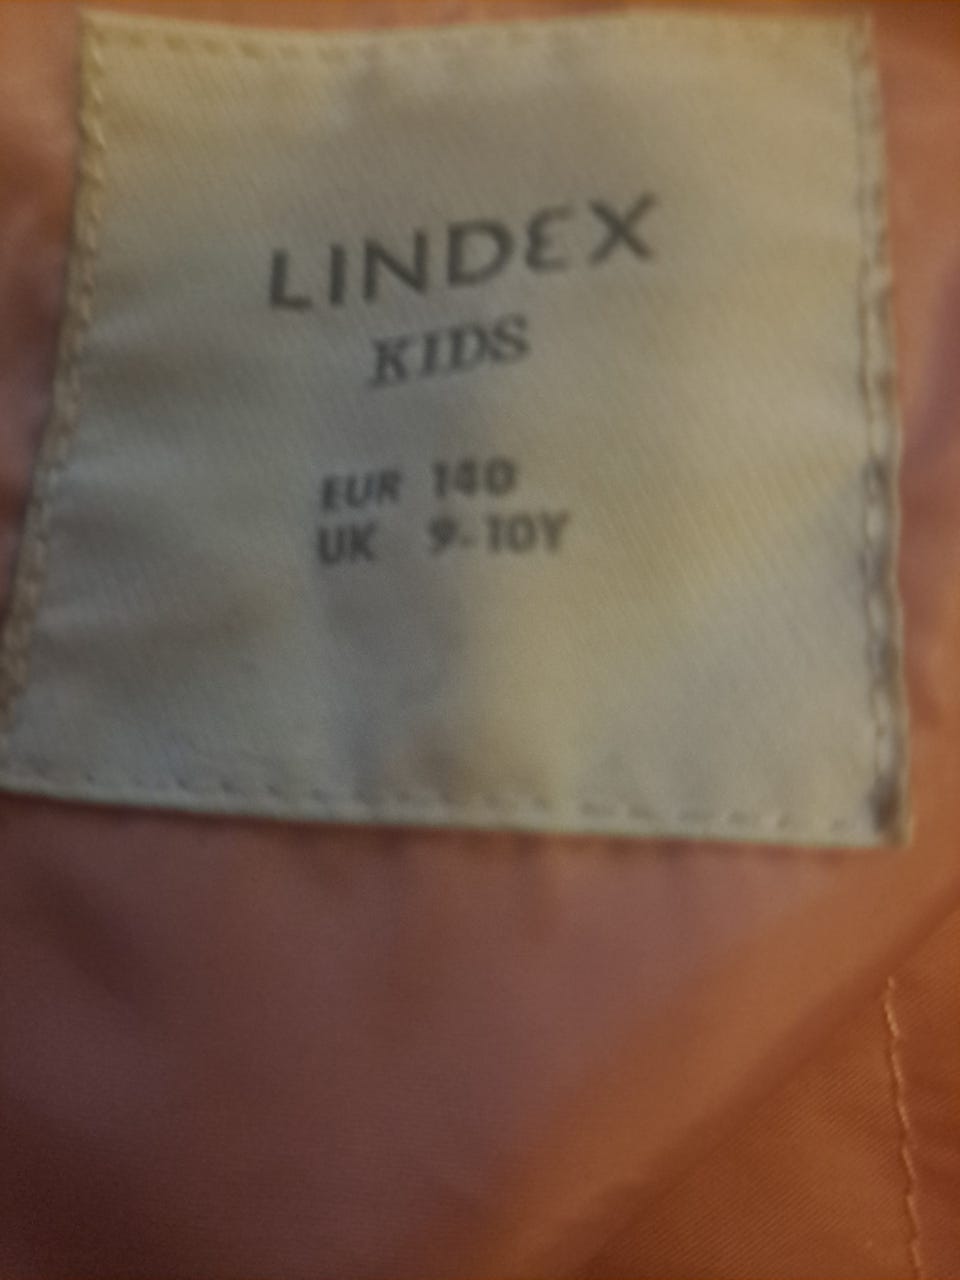 LINDEX
KIDS
EUR 140
UK 9-10Y